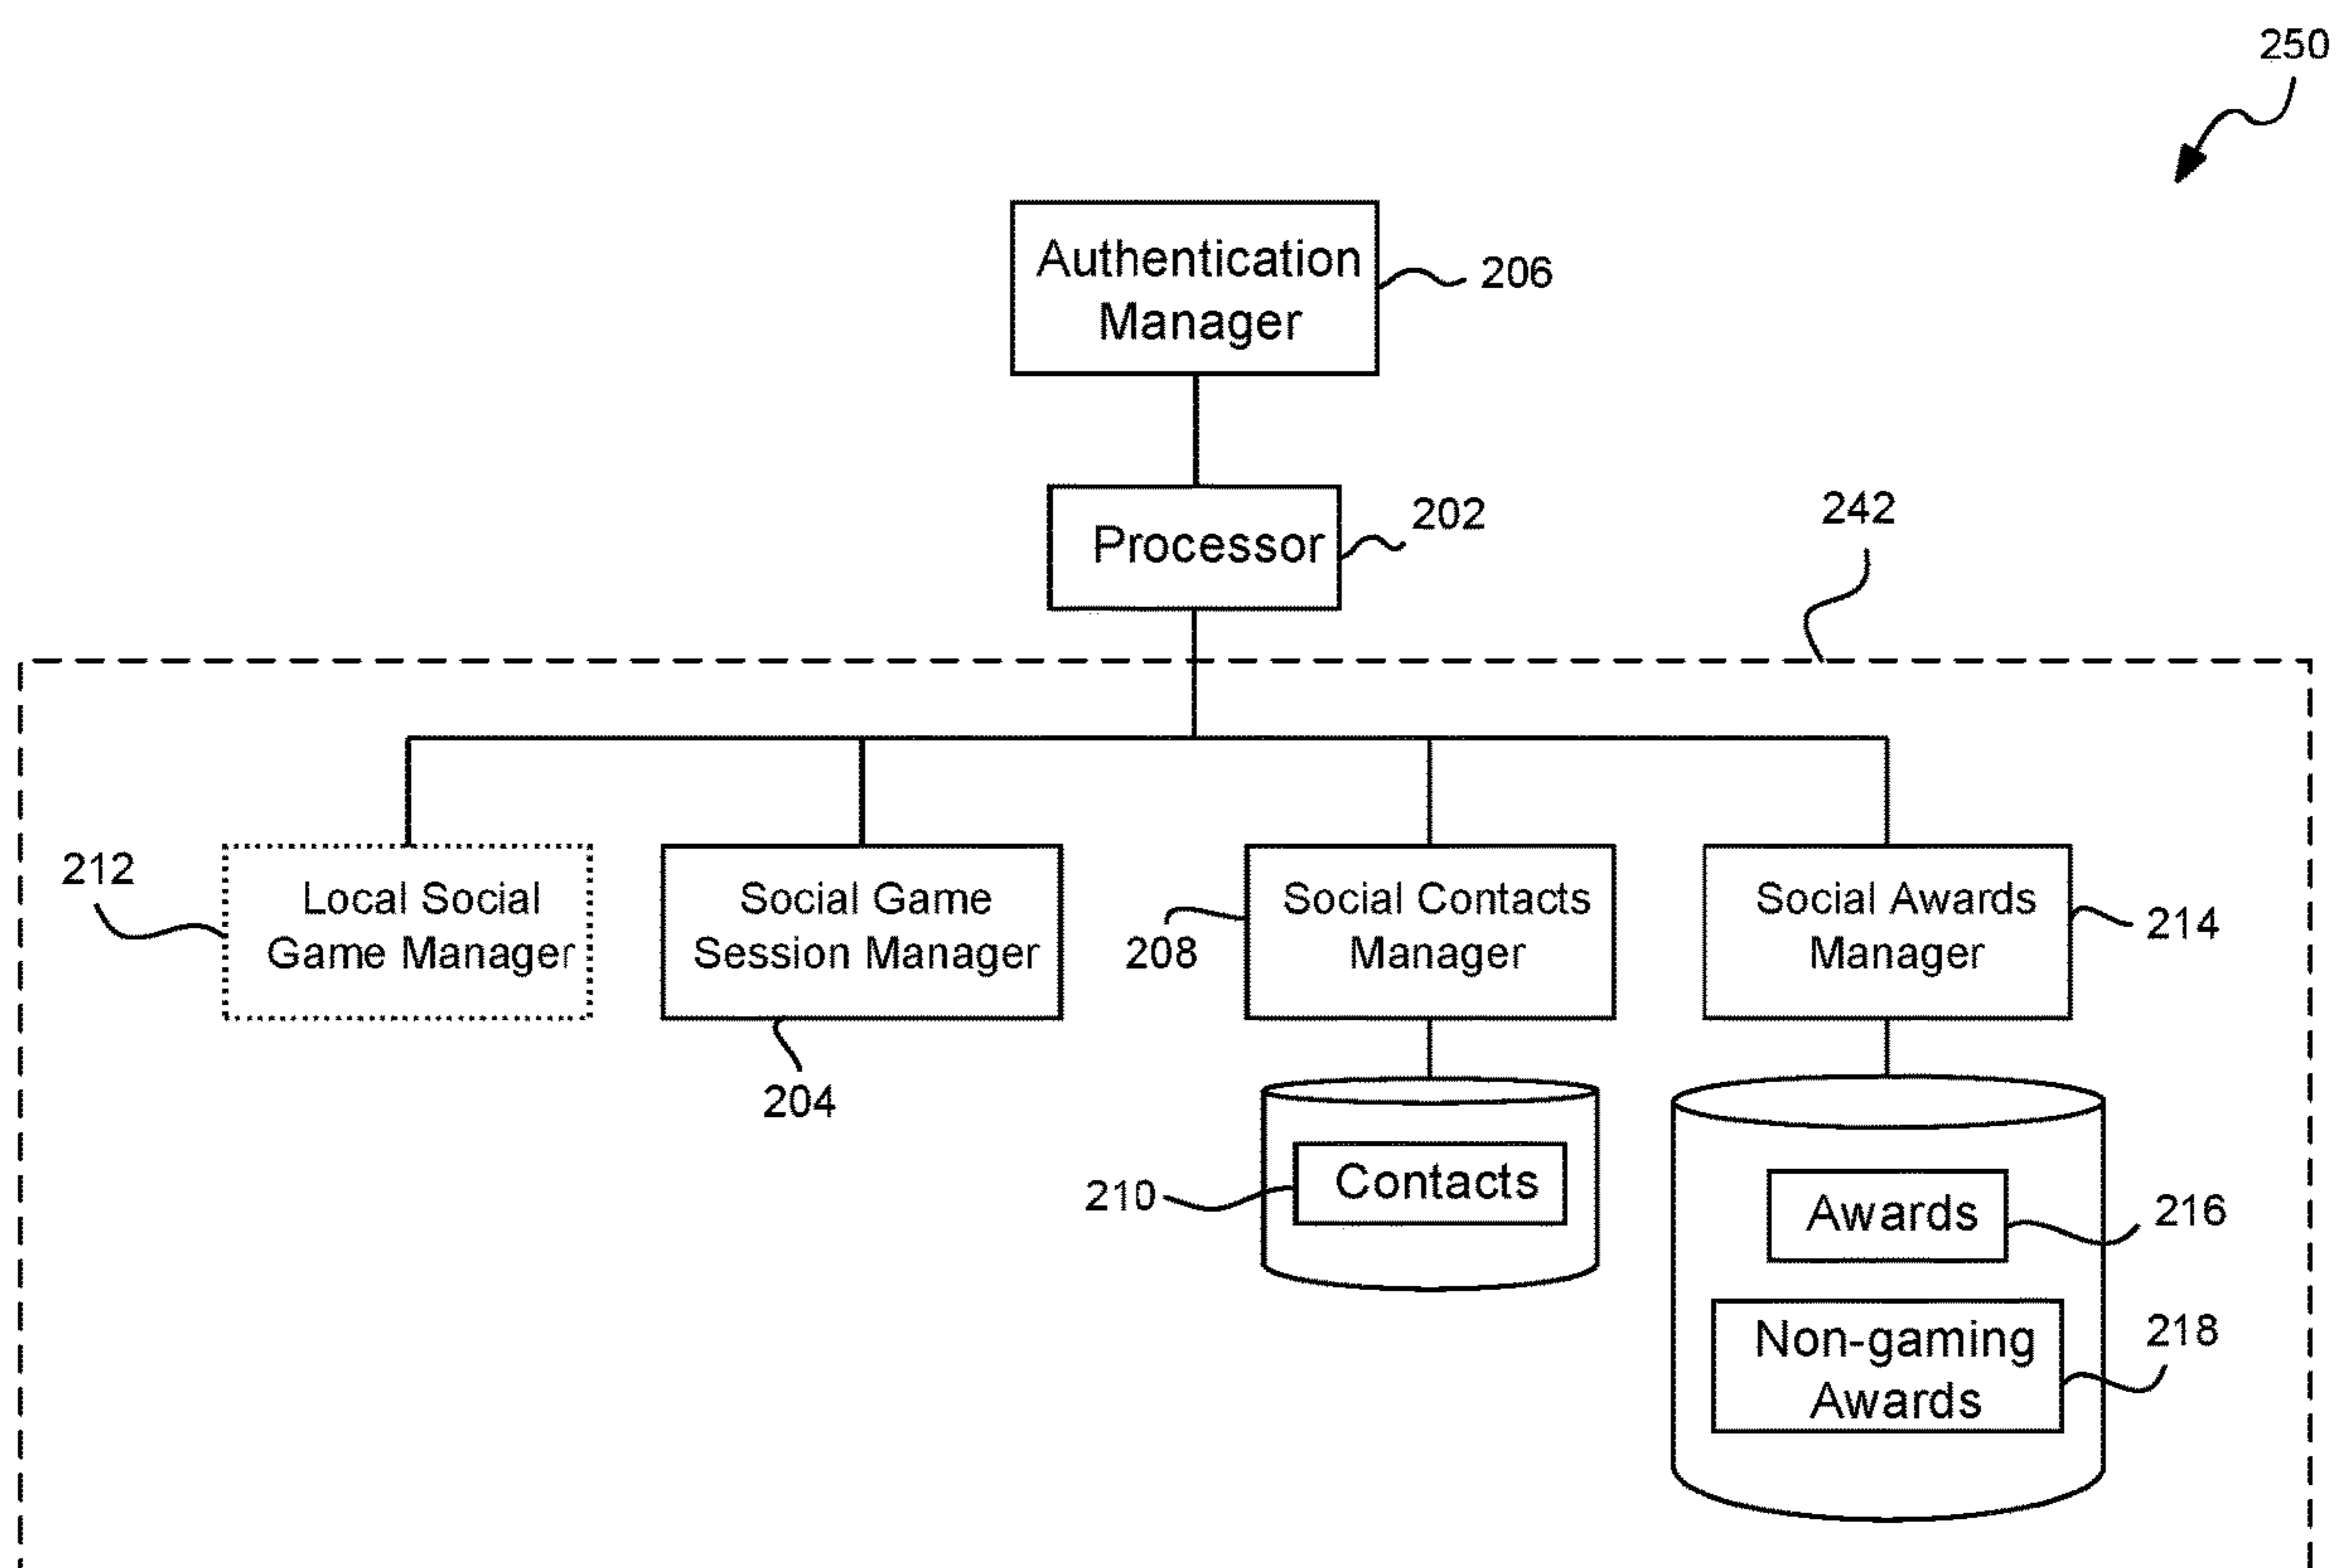 250
Authentication
Manager
206
Processor
202
242
212
Local Social
Game Manager
Social Game
Session Manager
204
Social Contacts
Manager
208
Social Awards
Manager
214
210
Contacts
Awards
216
Non-gaming
Awards
218